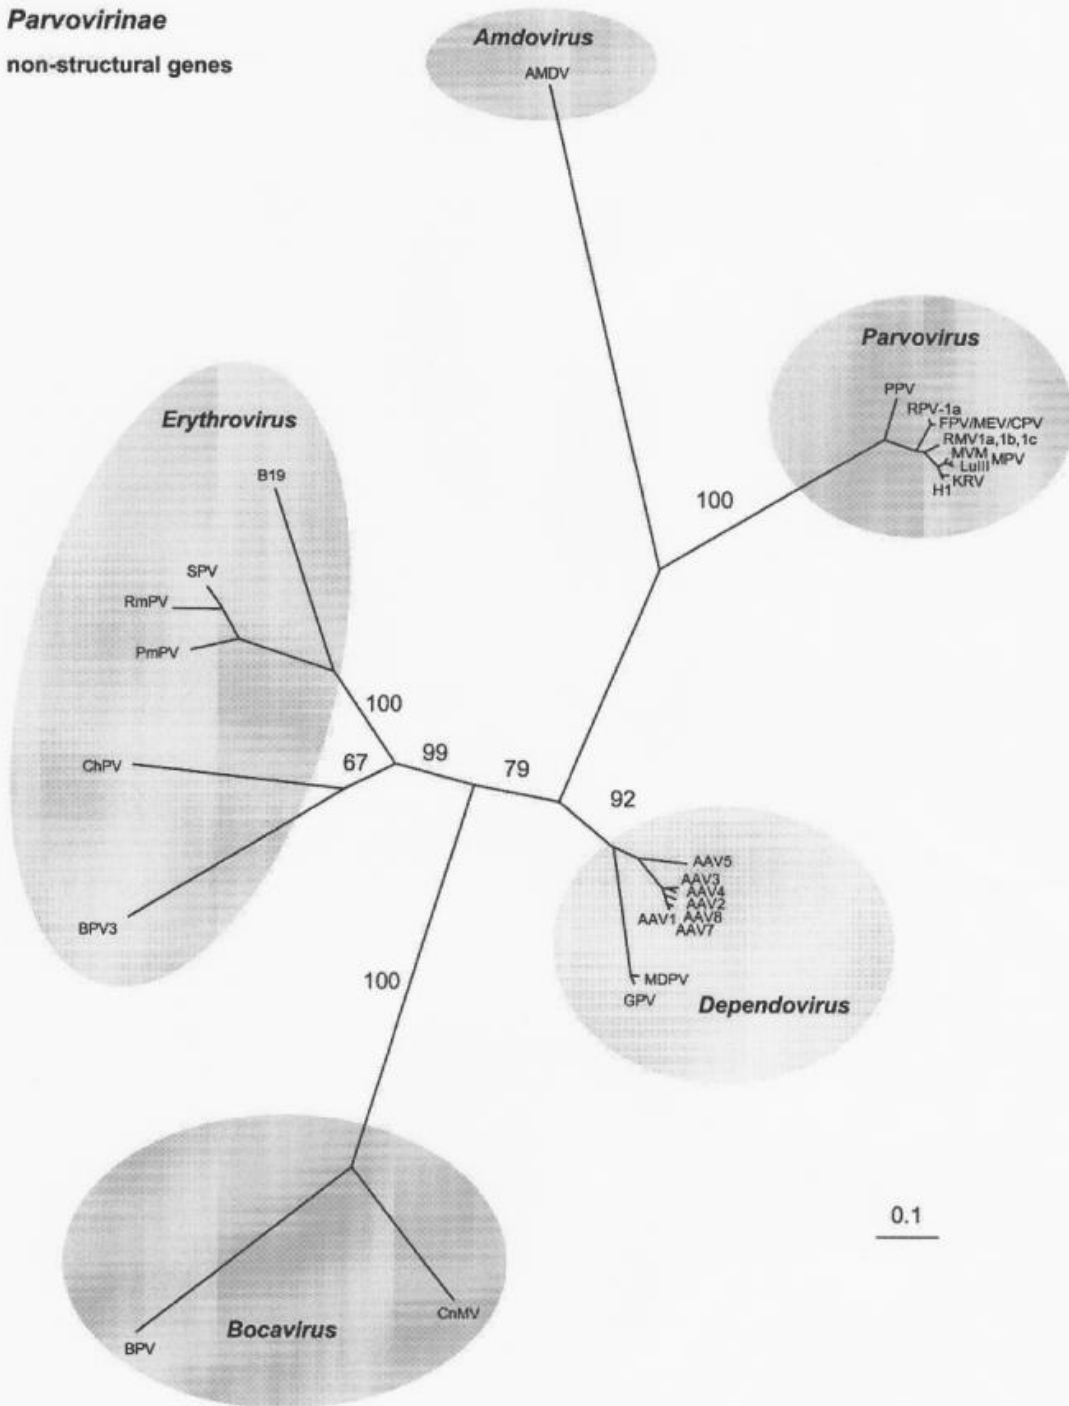 Parvovirinae
non-structural genes
Amdovirus
AMDV
Parvovirus
PPV
RPV-1a
FPV/MEV/CPV
RMV1a,1b,1c
MVM
MPV
LuIII
KRV
H1
100
Erythrovirus
B19
SPV
RmPV
PmPV
100
ChPV
67
99
79
BPV3
92
AAV5
AAV3
AAV4
AAV2
AAV1
AAV8
AAV7
MDPV
GPV
Dependovirus
100
0.1
CnMV
BPV
Bocavirus